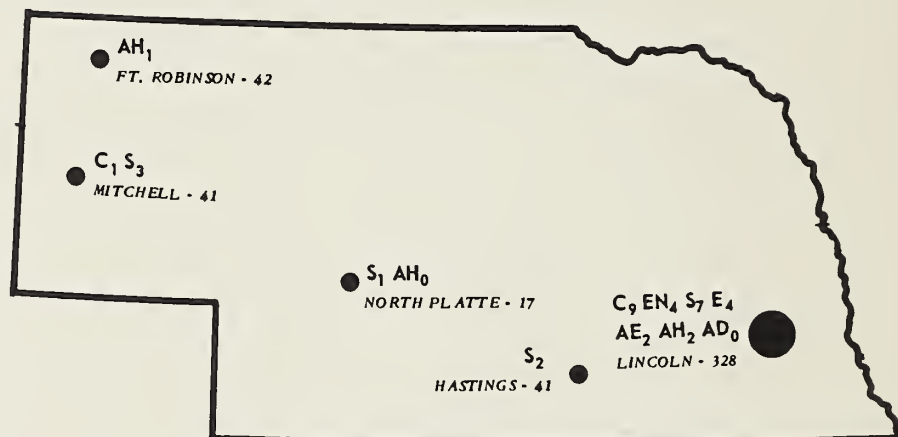 AH₁
FT. ROBINSON - 42
C₁ S₃
MITCHELL - 41
S₁ AH₀
NORTH PLATTE - 17
C₉ EN₄ S₇ E₄
AE₂ AH₂ AD₀
LINCOLN - 328
S₂
HASTINGS - 41